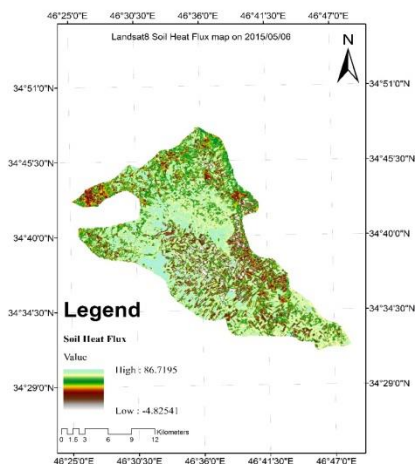 46°25'0"E 46°30'30"E 46°36'0"E 46°41'30"E 46°47'0"E
Landsat8 Soil Heat Flux map on 2015/05/06
N
34°51'0"N 34°51'0"N
34°45'30"N 34°45'30"N
34°40'0"N 34°40'0"N
34°34'30"N 34°34'30"N
34°29'0"N 34°29'0"N
Legend
Soil Heat Flux
Value
High : 86.7195
Low : -4.82541
Kilometers
0 1.5 3 6 9 12
46°25'0"E 46°30'30"E 46°36'0"E 46°41'30"E 46°47'0"E